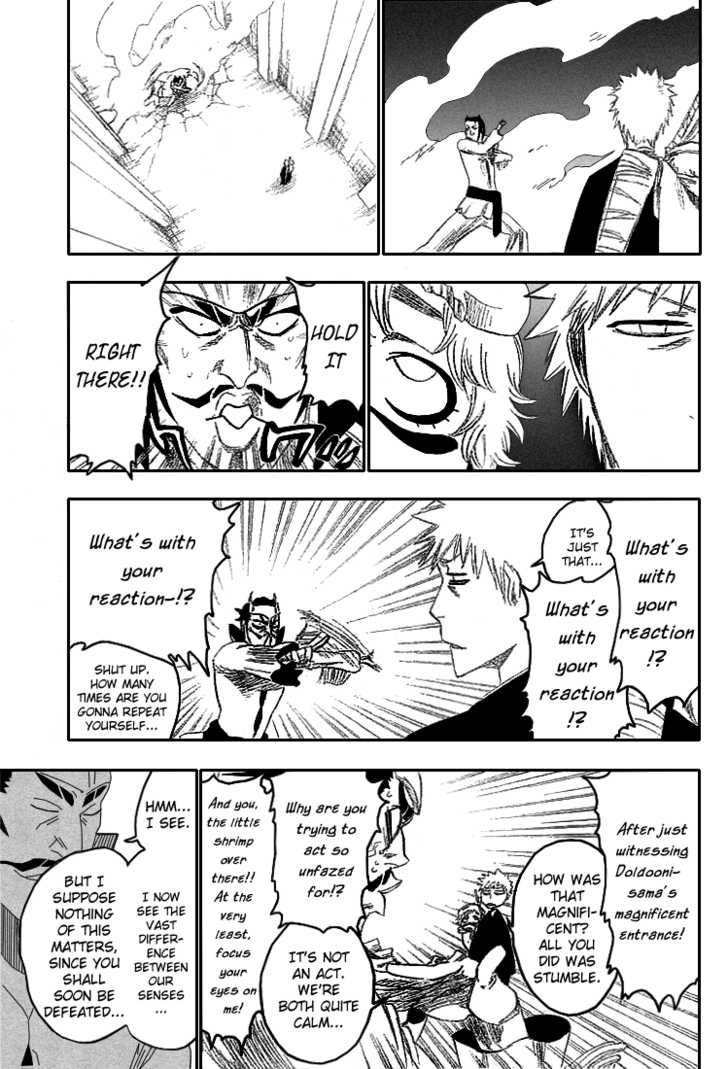 HOLD
IT
RIGHT
THERE!!
What's
with
your
reaction
!?
IT'S
JUST
THAT...
What's
with
your
reaction
!?
What's with
your
reaction-!?
SHUT UP.
HOW MANY
TIMES ARE YOU
GONNA REPEAT
YOURSELF...
After just
witnessing
Doldooni-
sama's
magnificent
entrance!
HOW WAS
THAT
MAGNIFI-
CENT?
ALL YOU
DID WAS
STUMBLE.
Why are you
trying to
act so
unfazed
for!?
IT'S NOT
AN ACT.
WE'RE
BOTH QUITE
CALM...
And you,
the little
shrimp
over
there!!
At the
very
least,
focus
your
eyes on
me!
HMM...
I SEE.
I NOW
SEE THE
VAST
DIFFER-
ENCE
BETWEEN
OUR
SENSES
...
BUT I
SUPPOSE
NOTHING
OF THIS
MATTERS,
SINCE YOU
SHALL
SOON BE
DEFEATED...